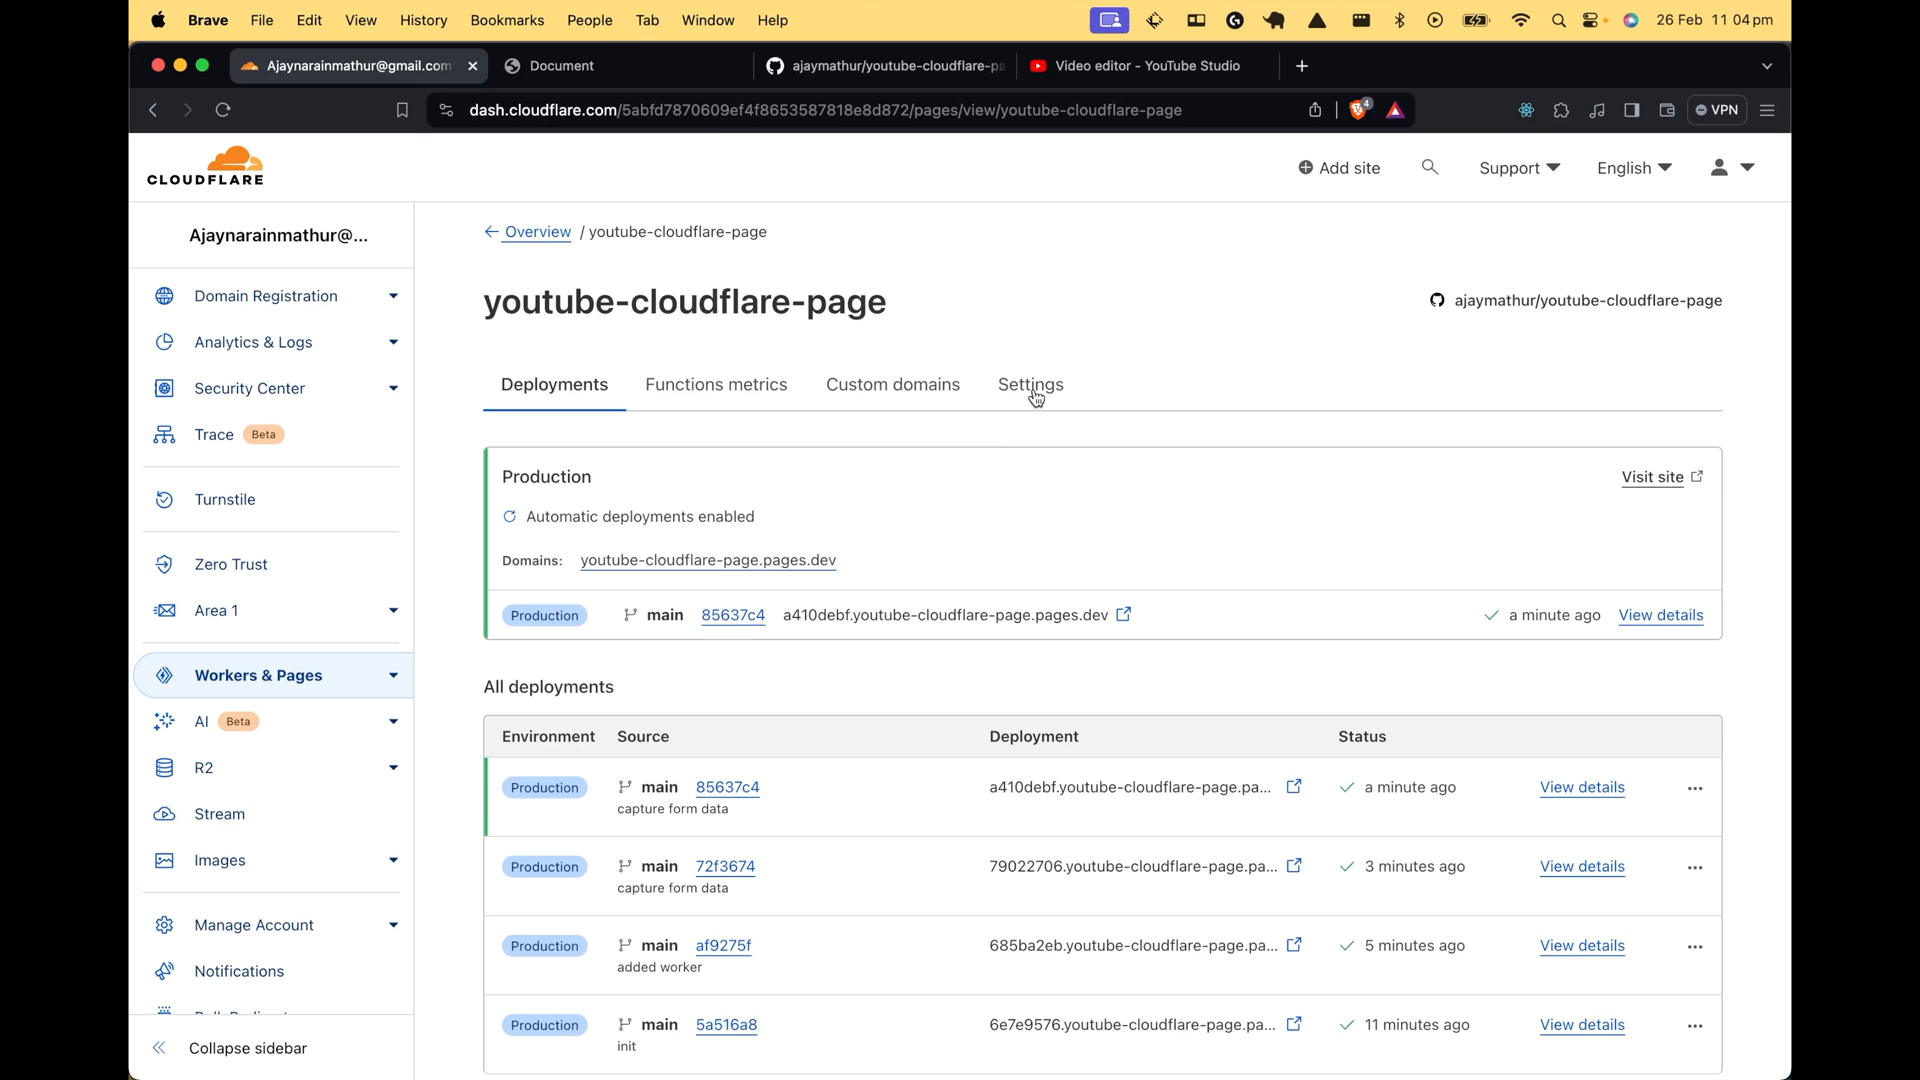 Brave File Edit View History Bookmarks People Tab Window Help
26 Feb 11 04 pm
Ajaynarainmathur@gmail.com
Document
ajaymathur/youtube-cloudflare-pa
Video editor - YouTube Studio
dash.cloudflare.com/5abfd7870609ef4f8653587818e8d872/pages/view/youtube-cloudflare-page
4
VPN
CLOUDFLARE
Add site
Support
English
Ajaynarainmathur@...
Domain Registration
Analytics & Logs
Security Center
Trace Beta
Turnstile
Zero Trust
Area 1
Workers & Pages
AI Beta
R2
Stream
Images
Manage Account
Notifications
Collapse sidebar
← Overview / youtube-cloudflare-page
youtube-cloudflare-page
ajaymathur/youtube-cloudflare-page
Deployments Functions metrics Custom domains Settings
Production
Visit site
Automatic deployments enabled
Domains: youtube-cloudflare-page.pages.dev
Production main 85637c4 a410debf.youtube-cloudflare-page.pages.dev a minute ago View details
All deployments
Environment Source Deployment Status
Production main 85637c4 a410debf.youtube-cloudflare-page.pa... a minute ago View details ...
capture form data
Production main 72f3674 79022706.youtube-cloudflare-page.pa... 3 minutes ago View details ...
capture form data
Production main af9275f 685ba2eb.youtube-cloudflare-page.pa... 5 minutes ago View details ...
added worker
Production main 5a516a8 6e7e9576.youtube-cloudflare-page.pa... 11 minutes ago View details ...
init